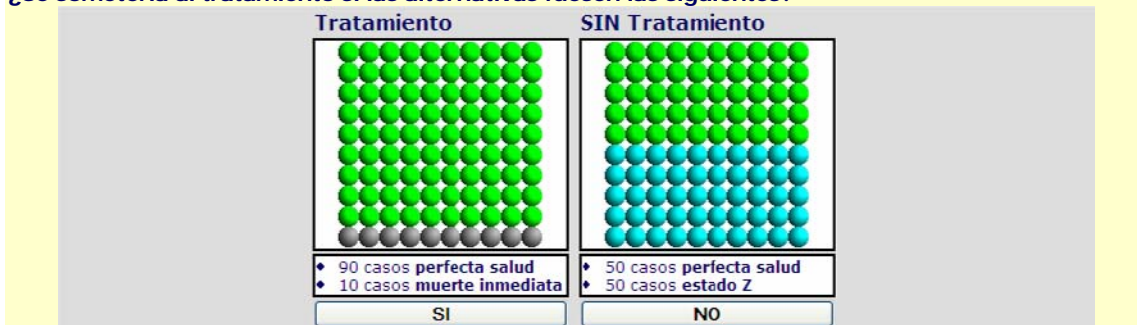 ¿Se sometería al tratamiento si las alternativas fuesen las siguientes?
Tratamiento
SIN Tratamiento
90 casos perfecta salud
10 casos muerte inmediata
50 casos perfecta salud
50 casos estado Z
SI
NO